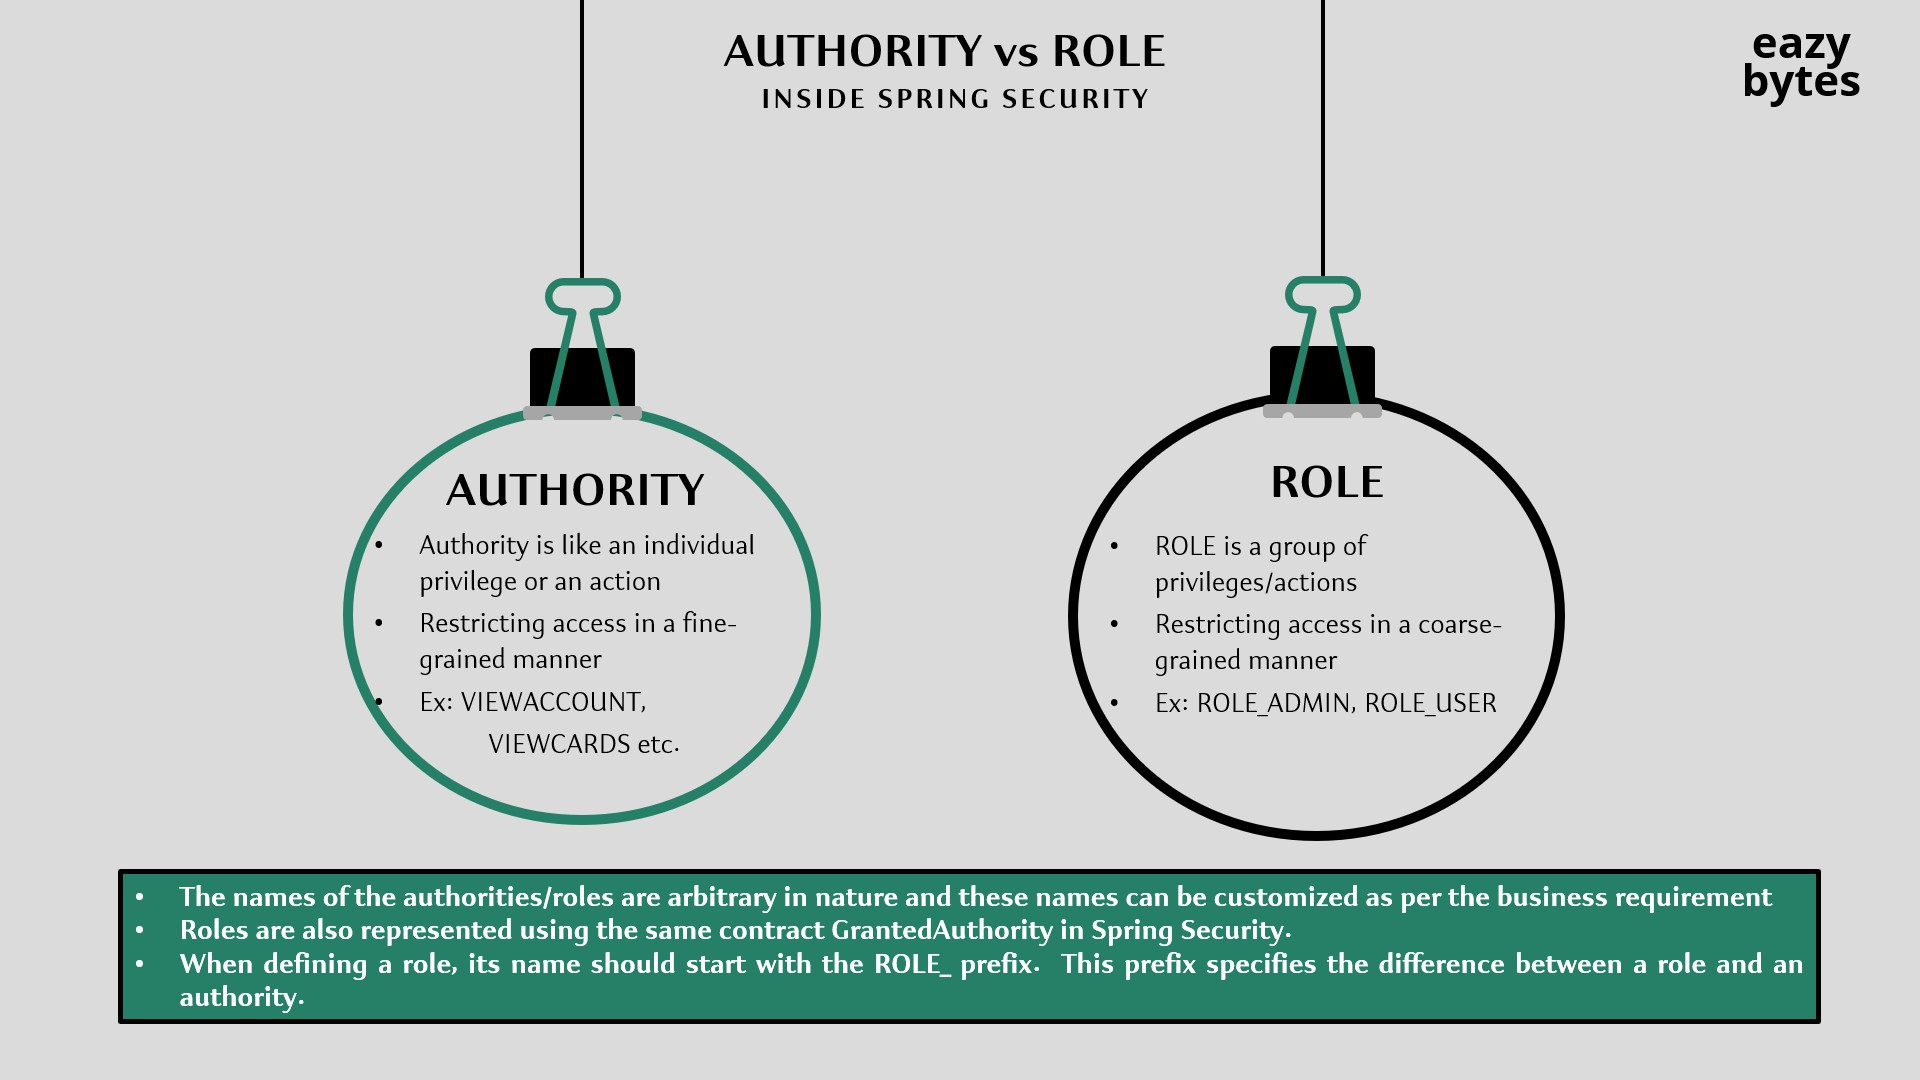 AUTHORITY vs ROLE
INSIDE SPRING SECURITY
eazy
bytes
AUTHORITY
• Authority is like an individual
privilege or an action
• Restricting access in a fine-
grained manner
• Ex: VIEWACCOUNT,
VIEWCARDS etc.
ROLE
• ROLE is a group of
privileges/actions
• Restricting access in a coarse-
grained manner
• Ex: ROLE_ADMIN, ROLE_USER
• The names of the authorities/roles are arbitrary in nature and these names can be customized as per the business requirement
• Roles are also represented using the same contract GrantedAuthority in Spring Security.
• When defining a role, its name should start with the ROLE_ prefix. This prefix specifies the difference between a role and an
authority.